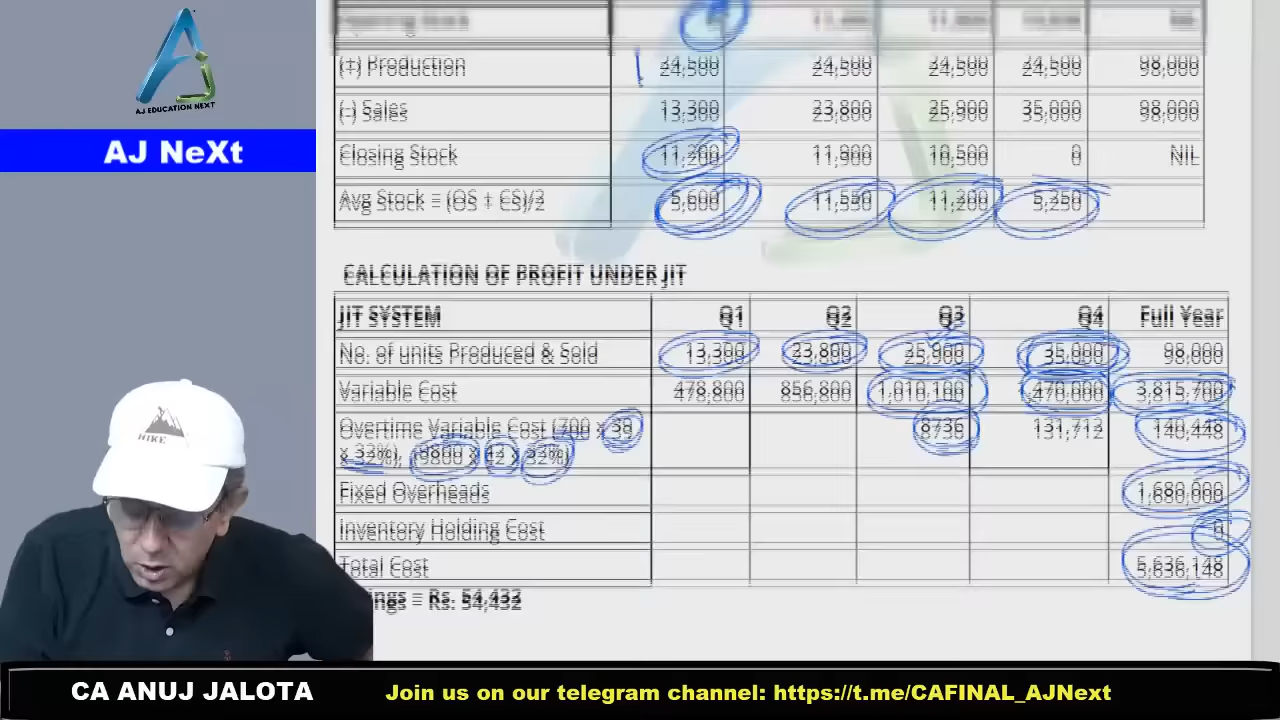 Opening Stock
(+) Production 24,500 24,500 24,500 24,500 98,000
(-) Sales 13,300 23,800 25,900 35,000 98,000
Closing Stock 11,200 11,900 10,500 0 NIL
Avg Stock = (OS + CS)/2 5,600 11,550 11,200 5,250
CALCULATION OF PROFIT UNDER JIT
JIT SYSTEM Q1 Q2 Q3 Q4 Full Year
No. of units Produced & Sold 13,300 23,800 25,900 35,000 98,000
Variable Cost 478,800 856,800 1,010,100 470,000 3,815,700
Overtime Variable Cost (700 x 39 8736 131,712 140,448
x 32%), (9800 x 42 x 32%)
Fixed Overheads 1,680,000
Inventory Holding Cost 0
Total Cost 5,636,148
ings = Rs. 54,432
AJ EDUCATION NEXT
AJ NeXt
HIKE
CA ANUJ JALOTA Join us on our telegram channel: https://t.me/CAFINAL_AJNext